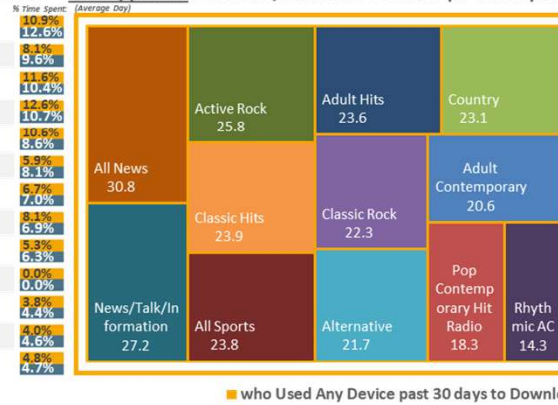 % Time Spent: (Average Day)
10.9%
12.6%
8.1%
9.6%
11.6%
10.4%
12.6%
10.7%
10.6%
8.6%
5.9%
8.1%
6.7%
7.0%
8.1%
6.9%
5.3%
6.3%
0.0%
0.0%
3.8%
4.4%
4.0%
4.6%
4.8%
4.7%
All News
30.8
News/Talk/In
formation
27.2
Active Rock
25.8
Classic Hits
23.9
All Sports
23.8
Adult Hits
23.6
Classic Rock
22.3
Alternative
21.7
Country
23.1
Adult
Contemporary
20.6
Pop
Contemp
orary Hit
Radio
18.3
Rhyth
mic AC
14.3
who Used Any Device past 30 days to Downl